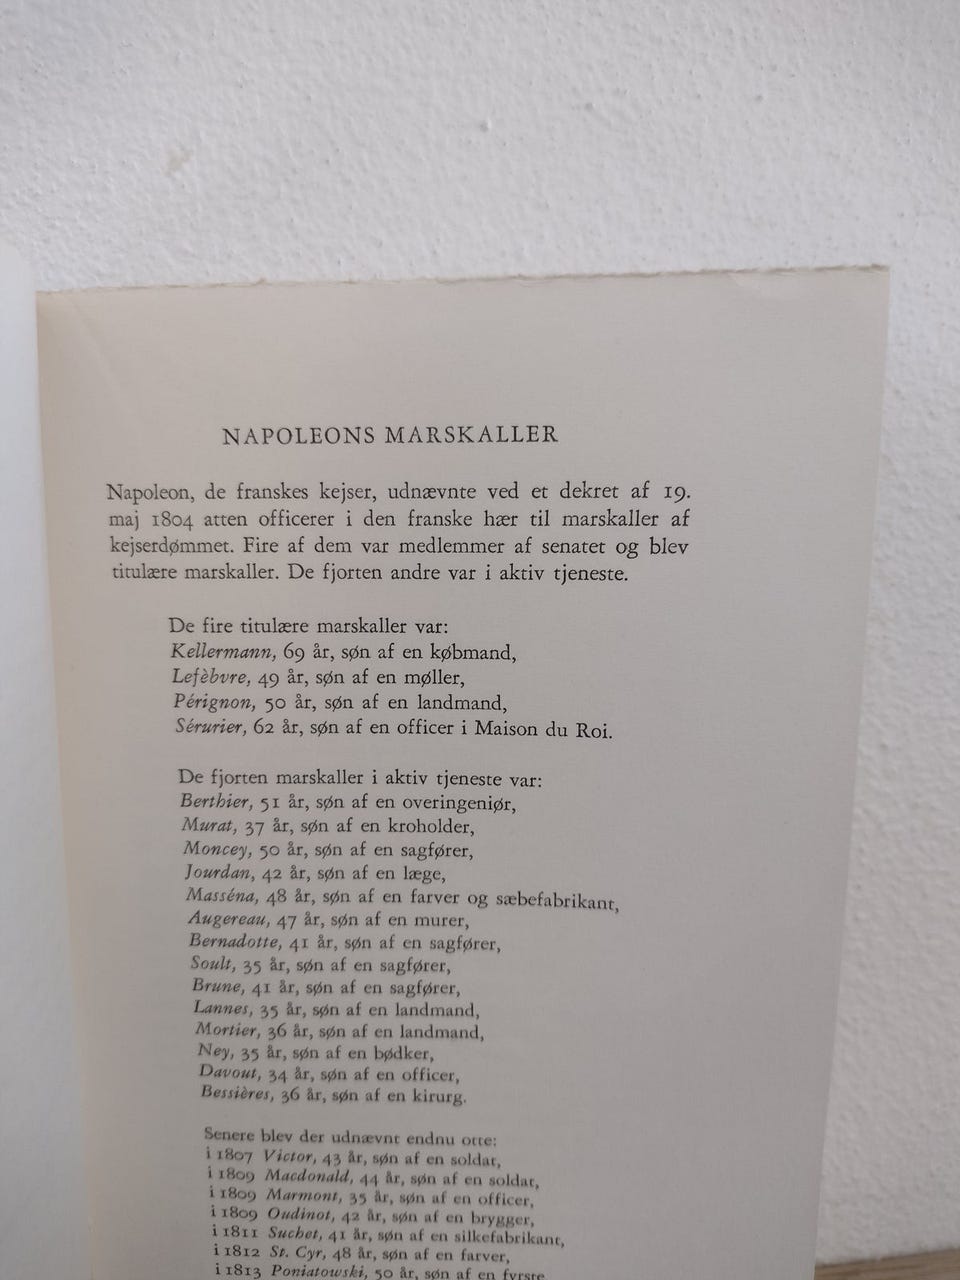 NAPOLEONS MARSKALLER
Napoleon, de franskes kejser, udnævnte ved et dekret af 19.
maj 1804 atten officerer i den franske hær til marskaller af
kejserdømmet. Fire af dem var medlemmer af senatet og blev
titulære marskaller. De fjorten andre var i aktiv tjeneste.
De fire titulære marskaller var:
Kellermann, 69 år, søn af en købmand,
Lefèbvre, 49 år, søn af en møller,
Pérignon, 50 år, søn af en landmand,
Sérurier, 62 år, søn af en officer i Maison du Roi.
De fjorten marskaller i aktiv tjeneste var:
Berthier, 51 år, søn af en overingeniør,
Murat, 37 år, søn af en kroholder,
Moncey, 50 år, søn af en sagfører,
Jourdan, 42 år, søn af en læge,
Masséna, 48 år, søn af en farver og sæbefabrikant,
Augereau, 47 år, søn af en murer,
Bernadotte, 41 år, søn af en sagfører,
Soult, 35 år, søn af en sagfører,
Brune, 41 år, søn af en sagfører,
Lannes, 35 år, søn af en landmand,
Mortier, 36 år, søn af en landmand,
Ney, 35 år, søn af en bødker,
Davout, 34 år, søn af en officer,
Bessières, 36 år, søn af en kirurg.
Senere blev der udnævnt endnu otte:
i 1807 Victor, 43 år, søn af en soldat,
i 1809 Macdonald, 44 år, søn af en soldat,
i 1809 Marmont, 35 år, søn af en officer,
i 1809 Oudinot, 42 år, søn af en brygger,
i 1811 Suchet, 41 år, søn af en silkefabrikant,
i 1812 St. Cyr, 48 år, søn af en farver,
i 1813 Poniatowski, 50 år, søn af en fyrste